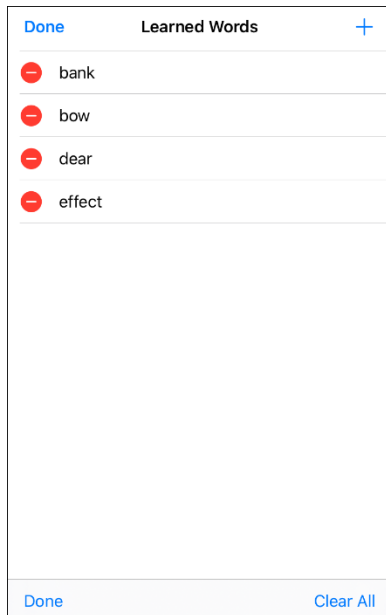 Done Learned Words +
bank
bow
dear
effect
Done Clear All